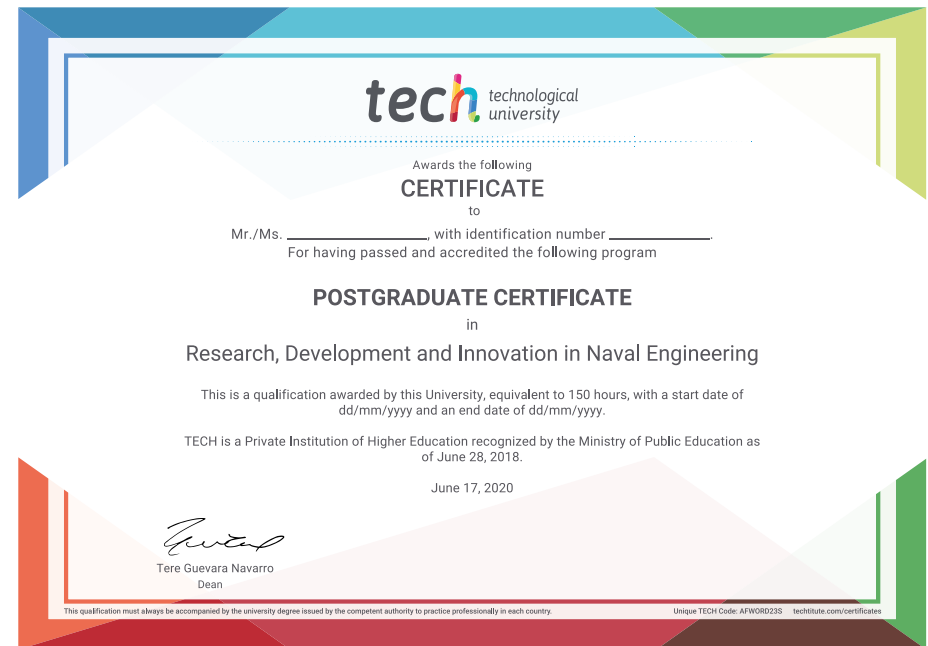 tech technological
university
Awards the following
CERTIFICATE
to
Mr./Ms. ____________________, with identification number ______________.
For having passed and accredited the following program
POSTGRADUATE CERTIFICATE
in
Research, Development and Innovation in Naval Engineering
This is a qualification awarded by this University, equivalent to 150 hours, with a start date of
dd/mm/yyyy and an end date of dd/mm/yyyy.
TECH is a Private Institution of Higher Education recognized by the Ministry of Public Education as
of June 28, 2018.
June 17, 2020
Tere Guevara Navarro
Dean
This qualification must always be accompanied by the university degree issued by the competent authority to practice professionally in each country.
Unique TECH Code: AFWORD23S techtitute.com/certificates